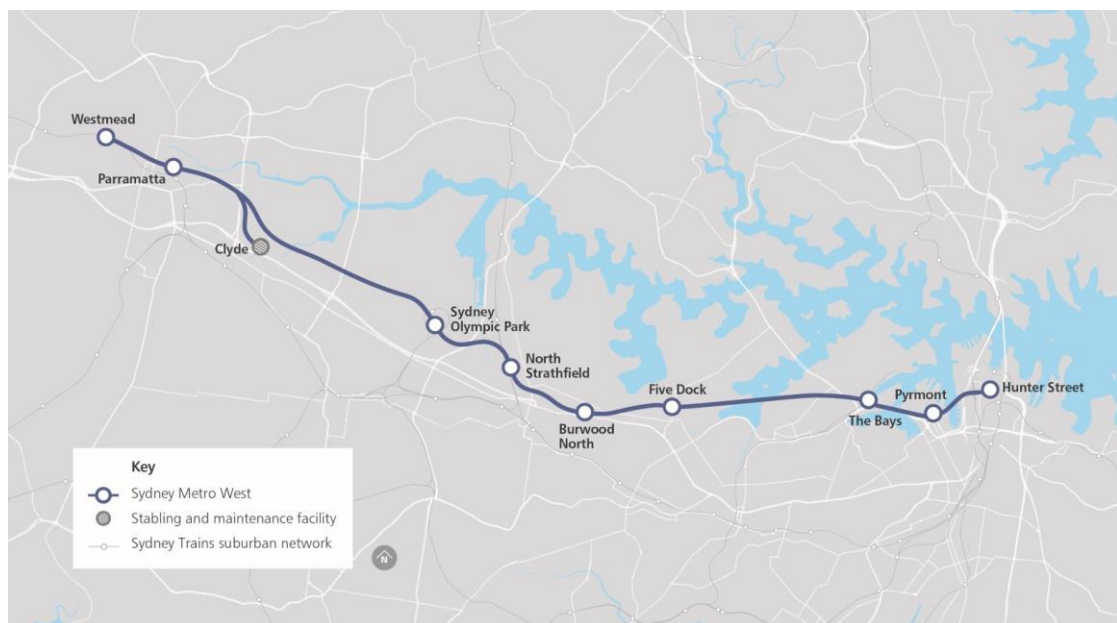 Westmead
Parramatta
Clyde
Sydney
Olympic Park
North
Strathfield
Burwood
North
Five Dock
The Bays
Pyrmont
Hunter Street
Key
Sydney Metro West
Stabling and maintenance facility
Sydney Trains suburban network
N